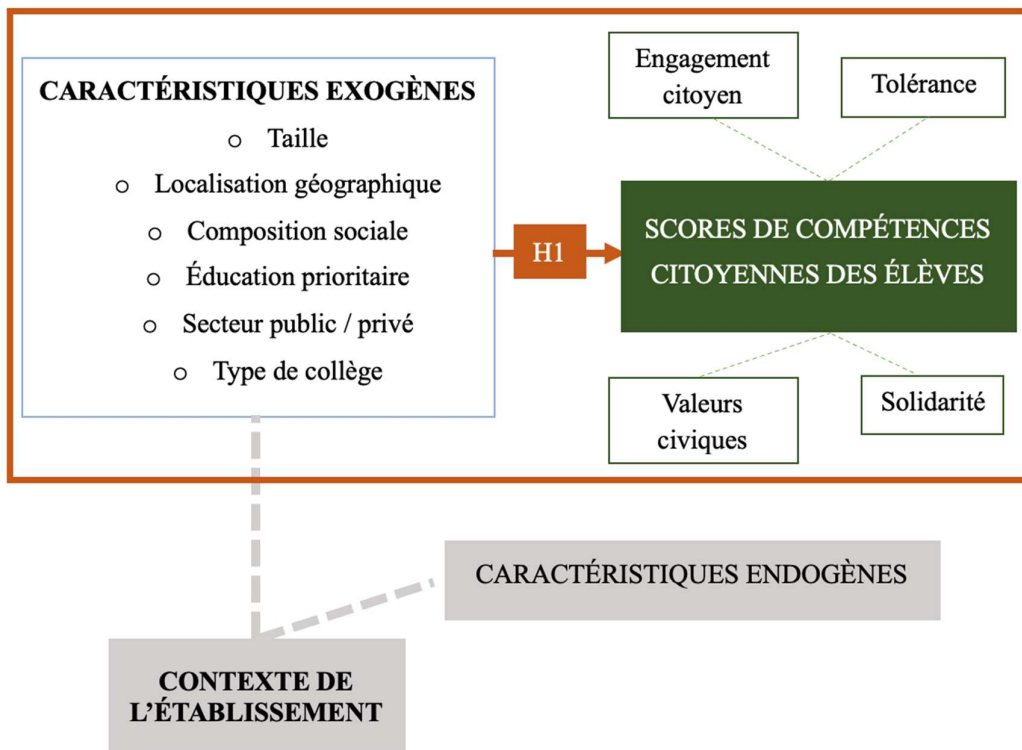 CARACTÉRISTIQUES EXOGÈNES
o Taille
o Localisation géographique
o Composition sociale
o Éducation prioritaire
o Secteur public / privé
o Type de collège
H1
Engagement
citoyen
Tolérance
SCORES DE COMPÉTENCES
CITOYENNES DES ÉLÈVES
Valeurs
civiques
Solidarité
CARACTÉRISTIQUES ENDOGÈNES
CONTEXTE DE
L’ÉTABLISSEMENT